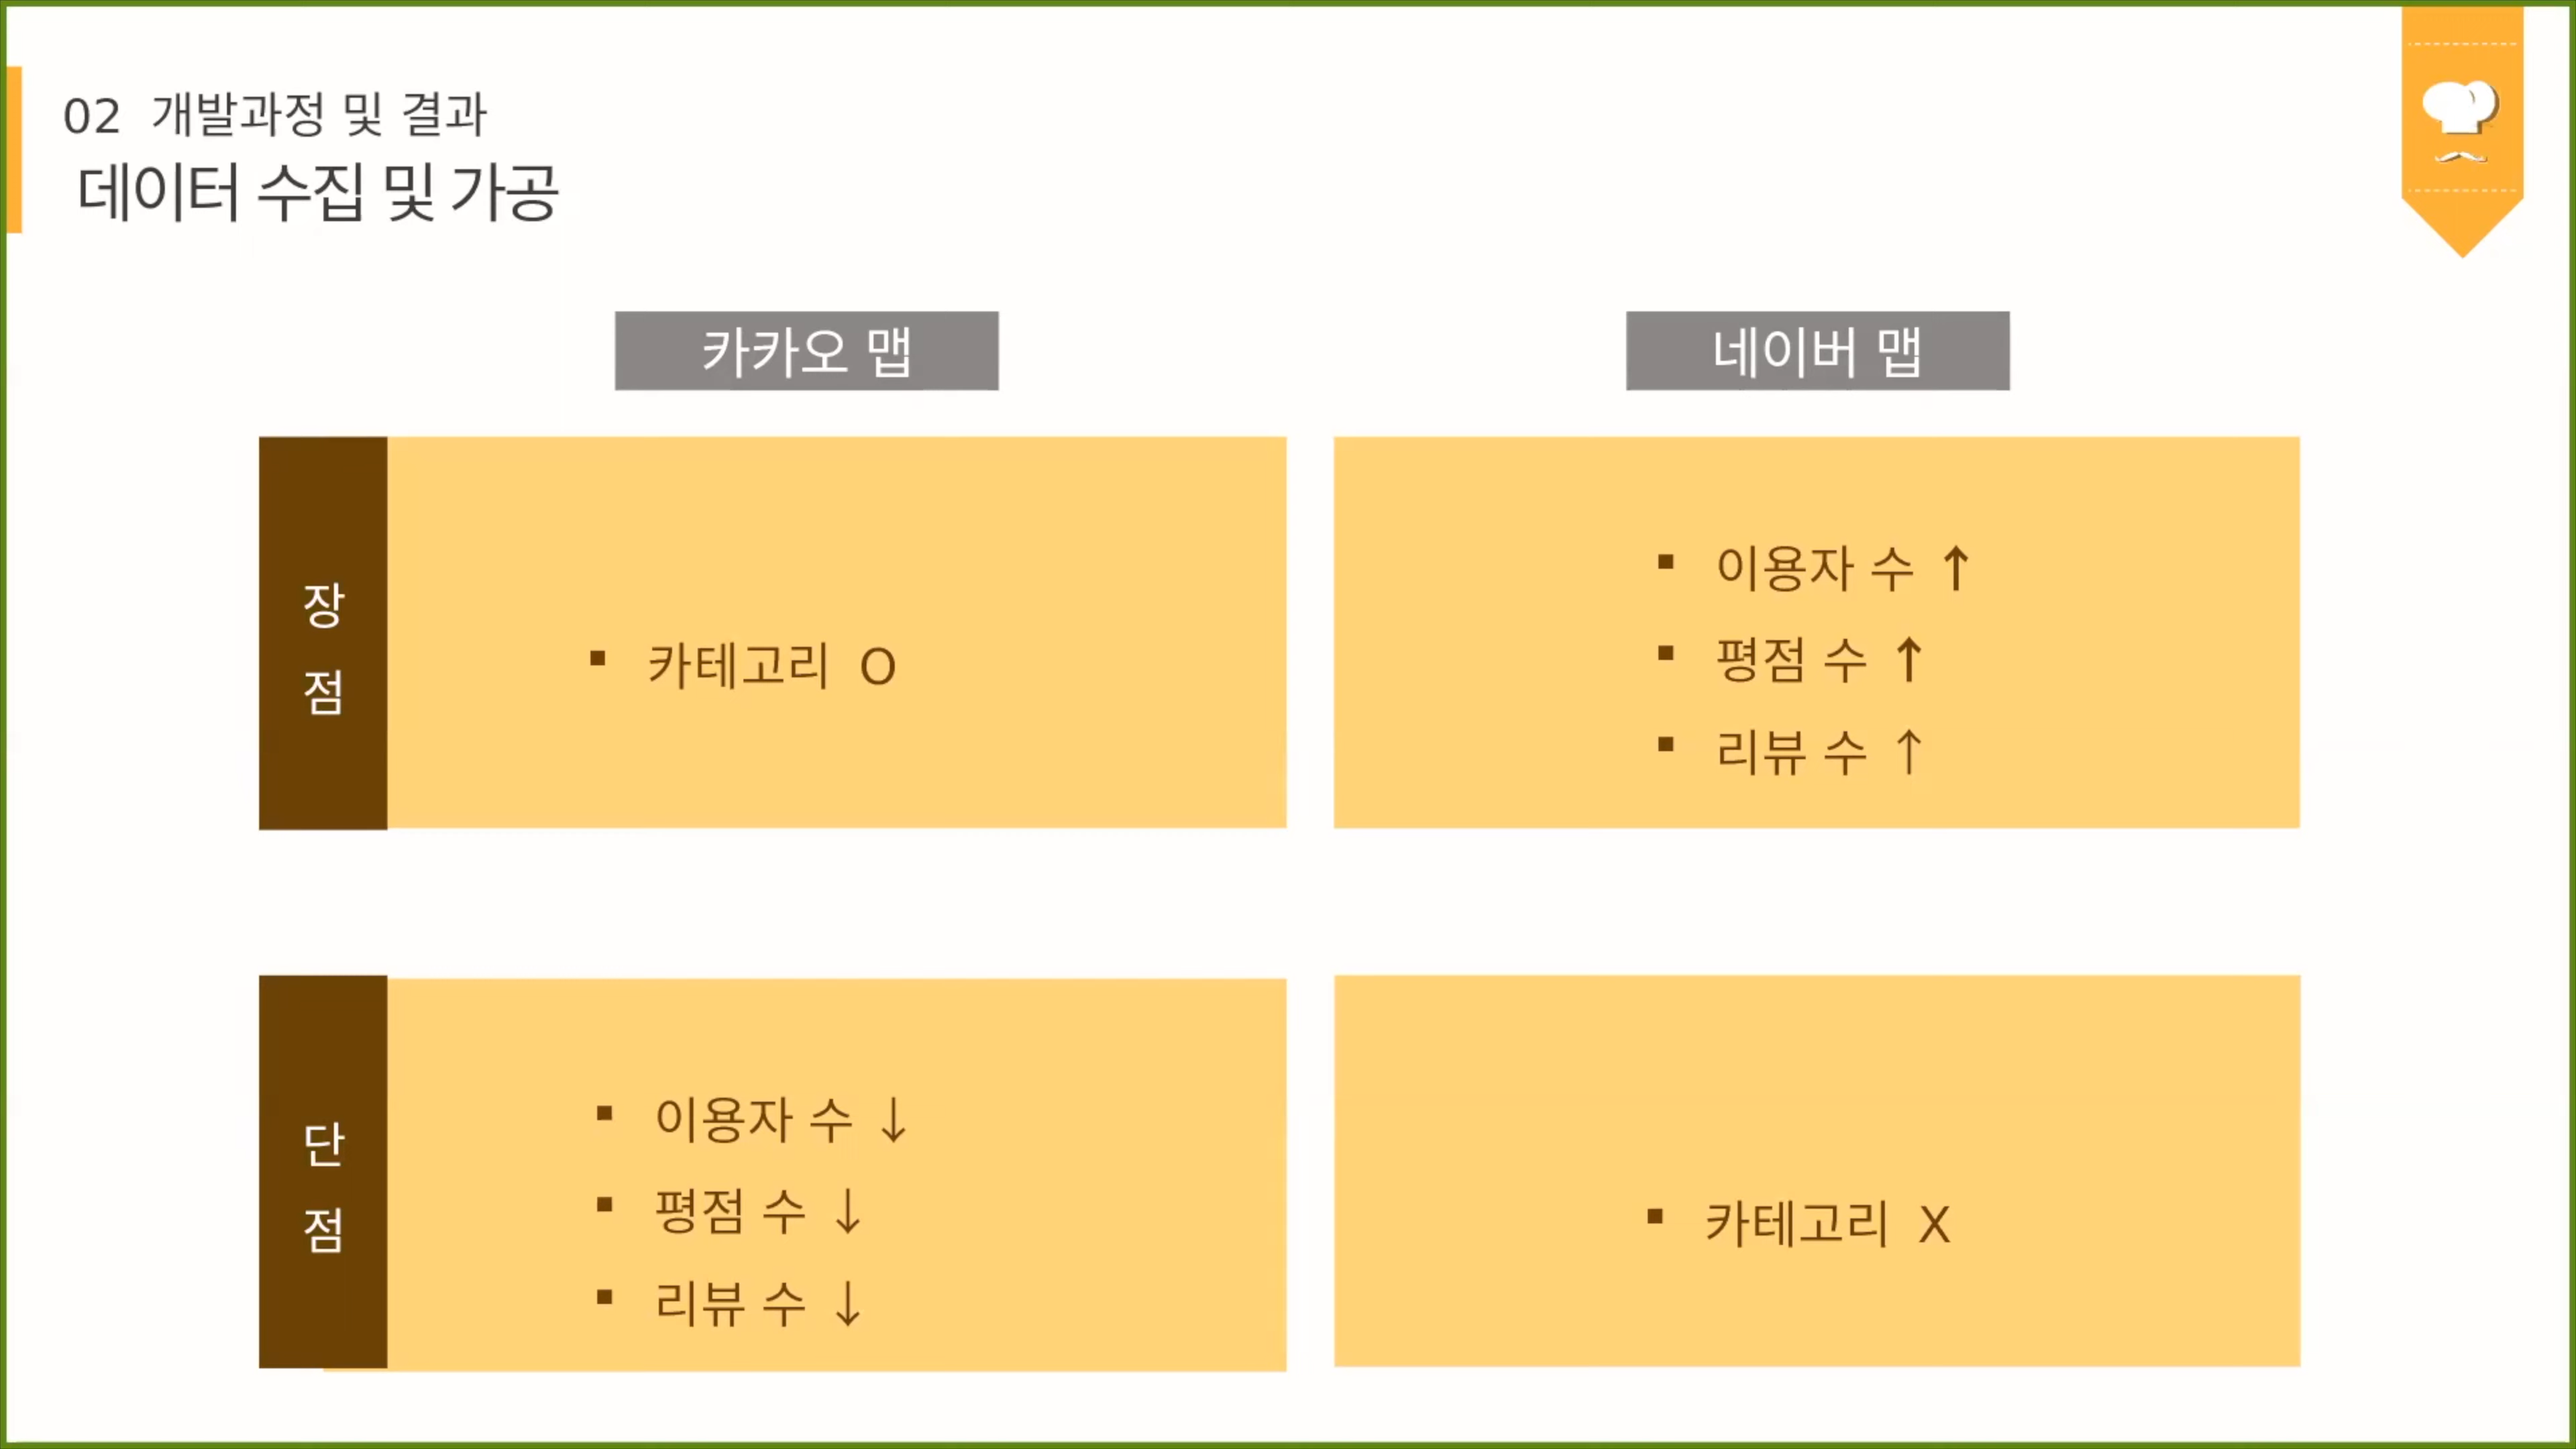 02 개발과정 및 결과
데이터 수집 및 가공
카카오 맵
네이버 맵
장
점
▪ 카테고리 O
▪ 이용자 수 ↑
▪ 평점 수 ↑
▪ 리뷰 수 ↑
단
점
▪ 이용자 수 ↓
▪ 평점 수 ↓
▪ 리뷰 수 ↓
▪ 카테고리 X